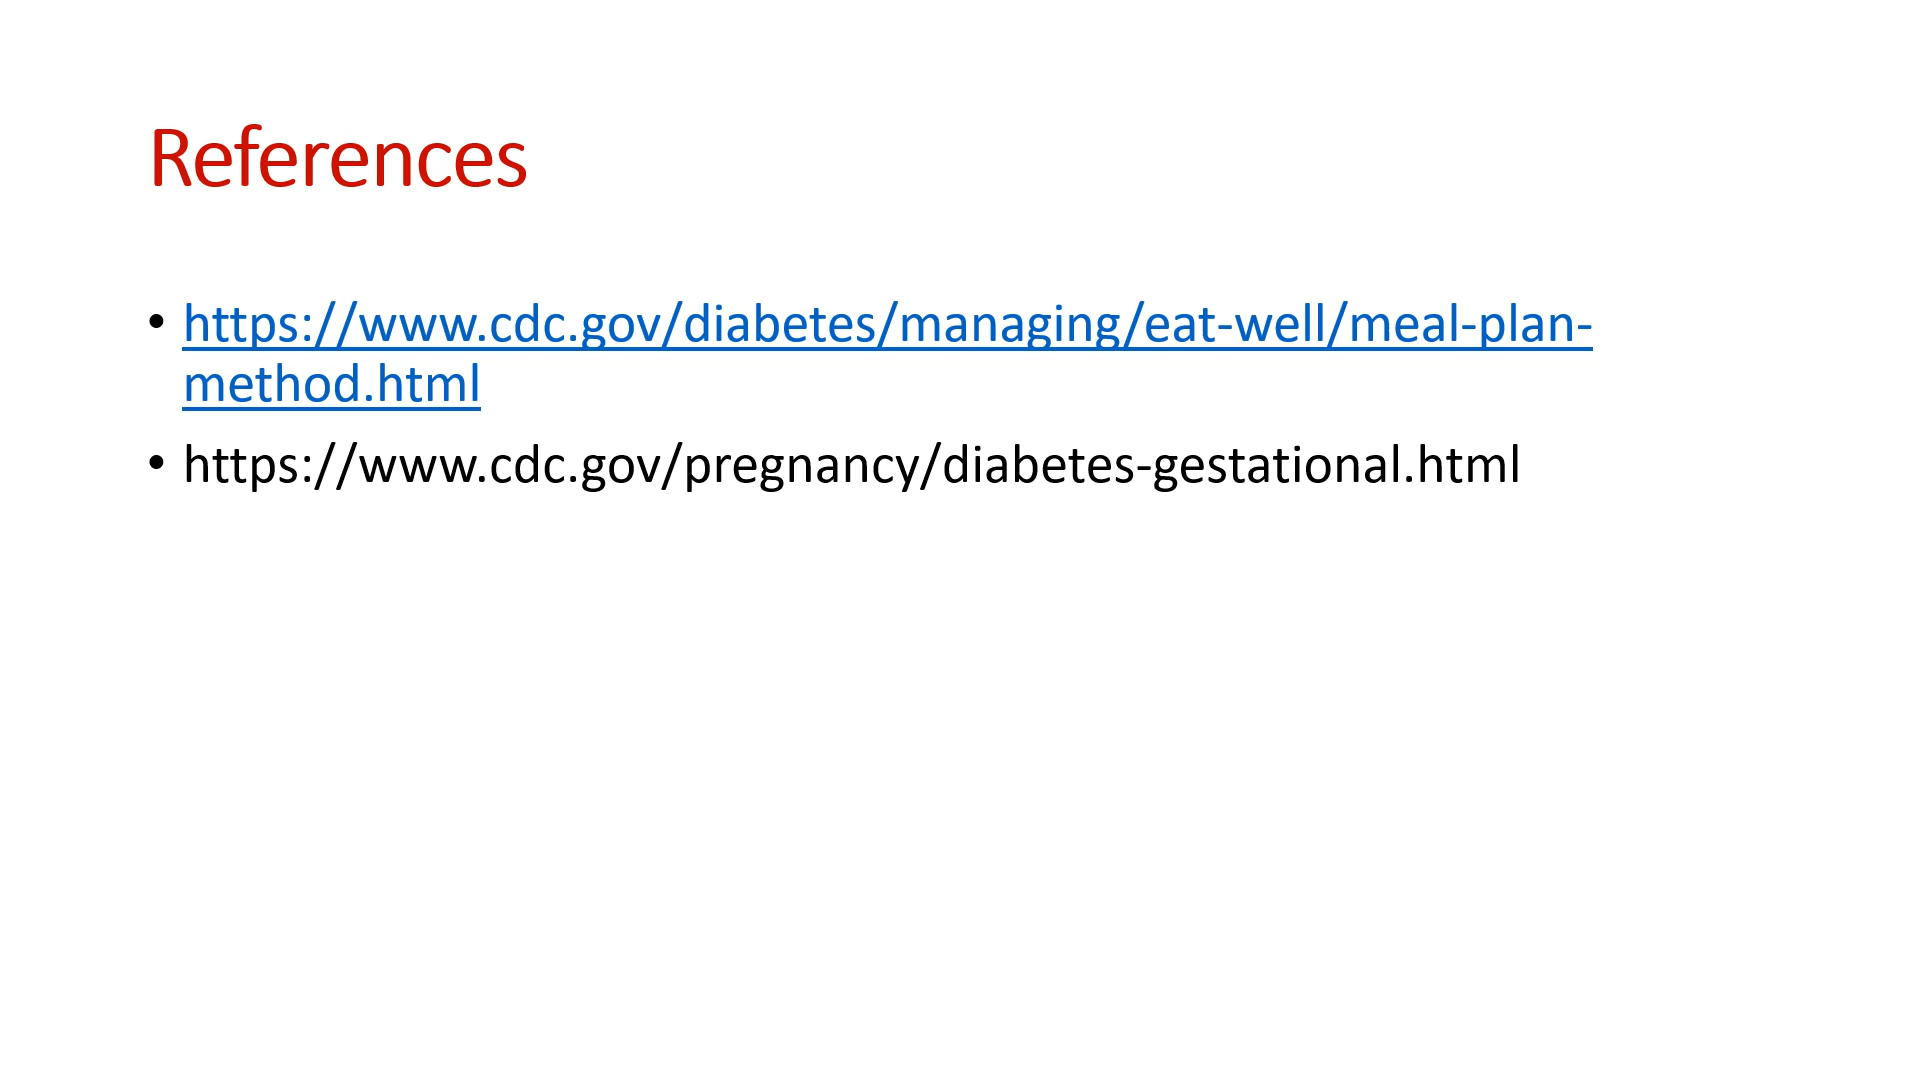 References
• https://www.cdc.gov/diabetes/managing/eat-well/meal-plan-
method.html
• https://www.cdc.gov/pregnancy/diabetes-gestational.html